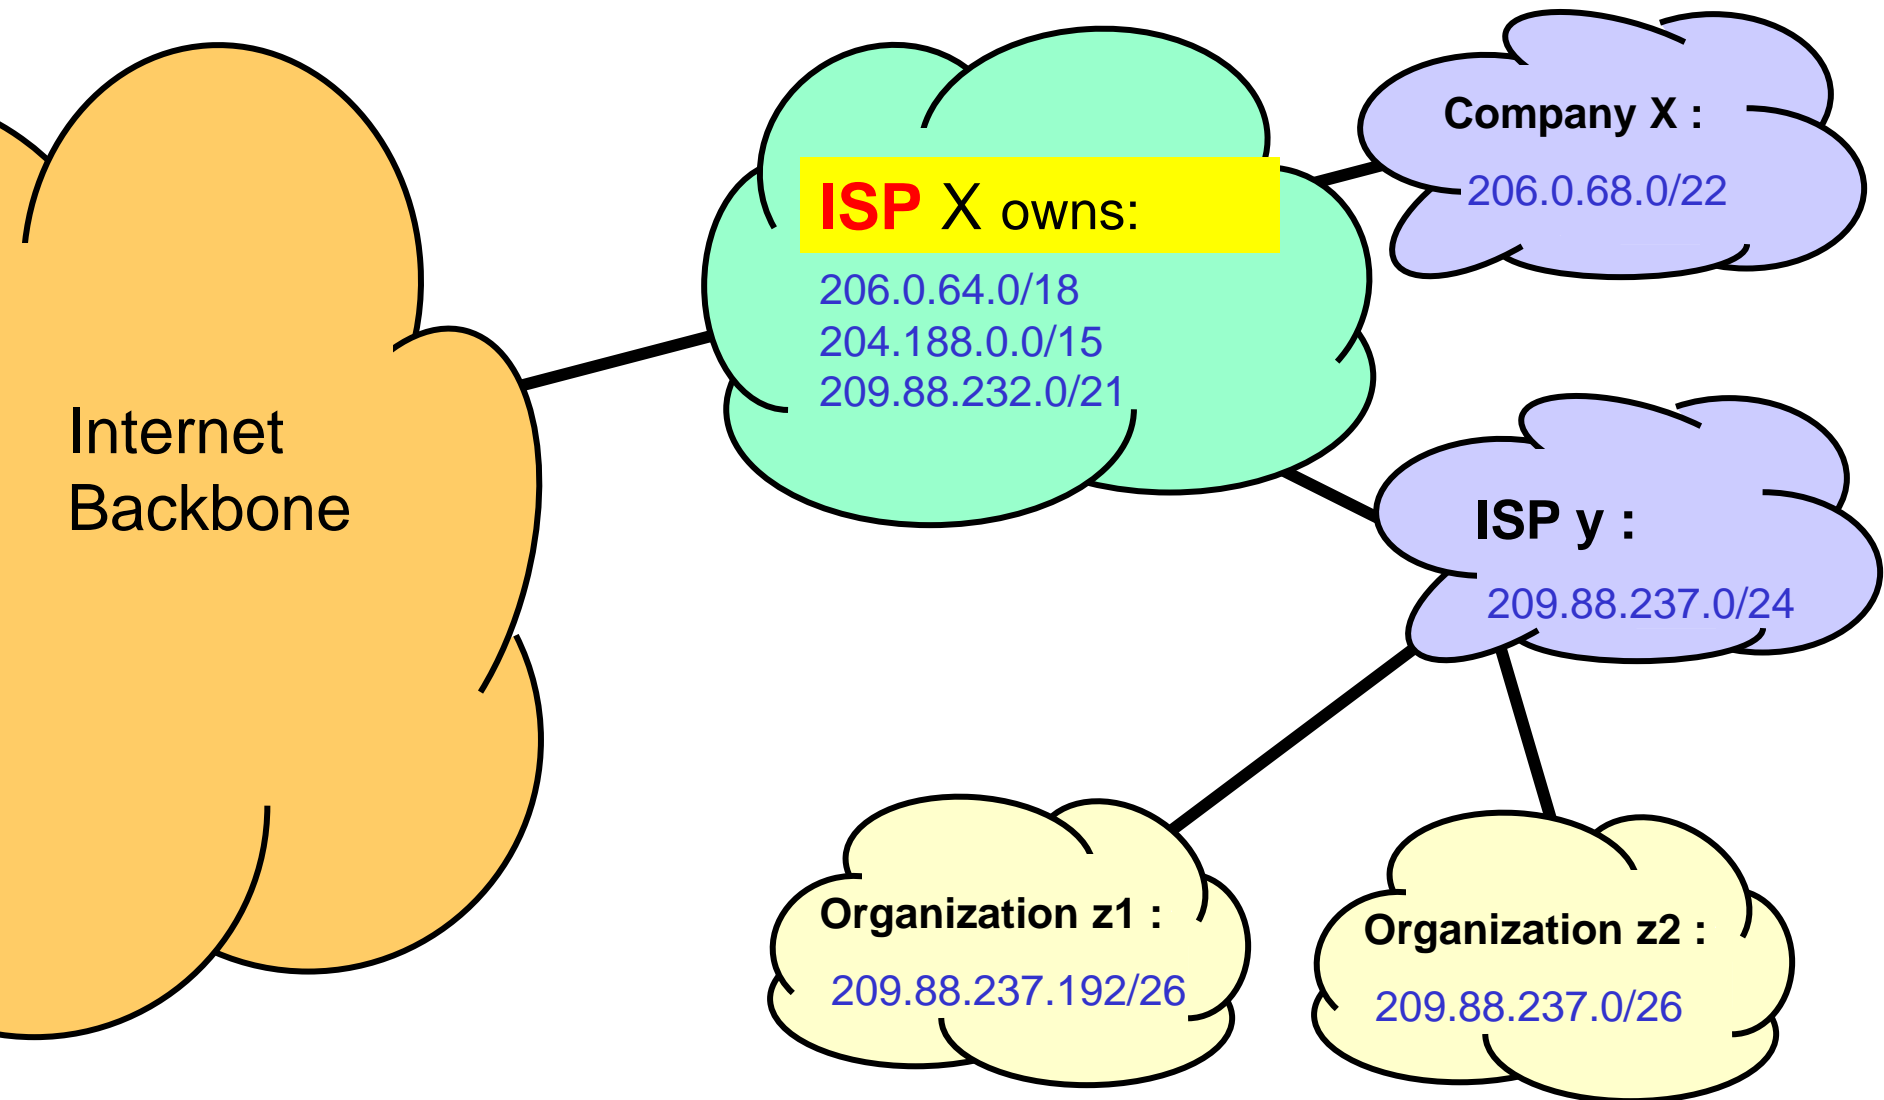 Internet
Backbone
ISP X owns:
206.0.64.0/18
204.188.0.0/15
209.88.232.0/21
Company X :
206.0.68.0/22
ISP y :
209.88.237.0/24
Organization z1 :
209.88.237.192/26
Organization z2 :
209.88.237.0/26